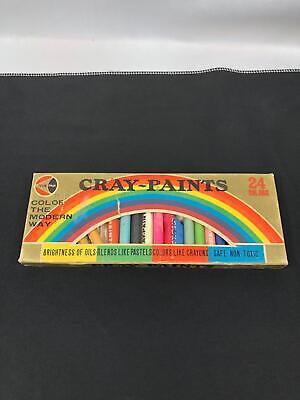 CRAY-PAINTS
24
COLORS
COLOR
THE
MODERN
WAY
BRIGHTNESS OF OILS BLENDS LIKE PASTELS COLORS LIKE CRAYONS SAFE-NON-TOXIC